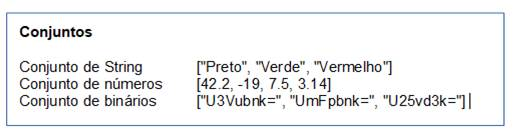 Conjuntos
Conjunto de String ["Preto", "Verde", "Vermelho"]
Conjunto de números [42.2, -19, 7.5, 3.14]
Conjunto de binários ["U3Vubnk=", "UmFpbnk=", "U25vd3k="]